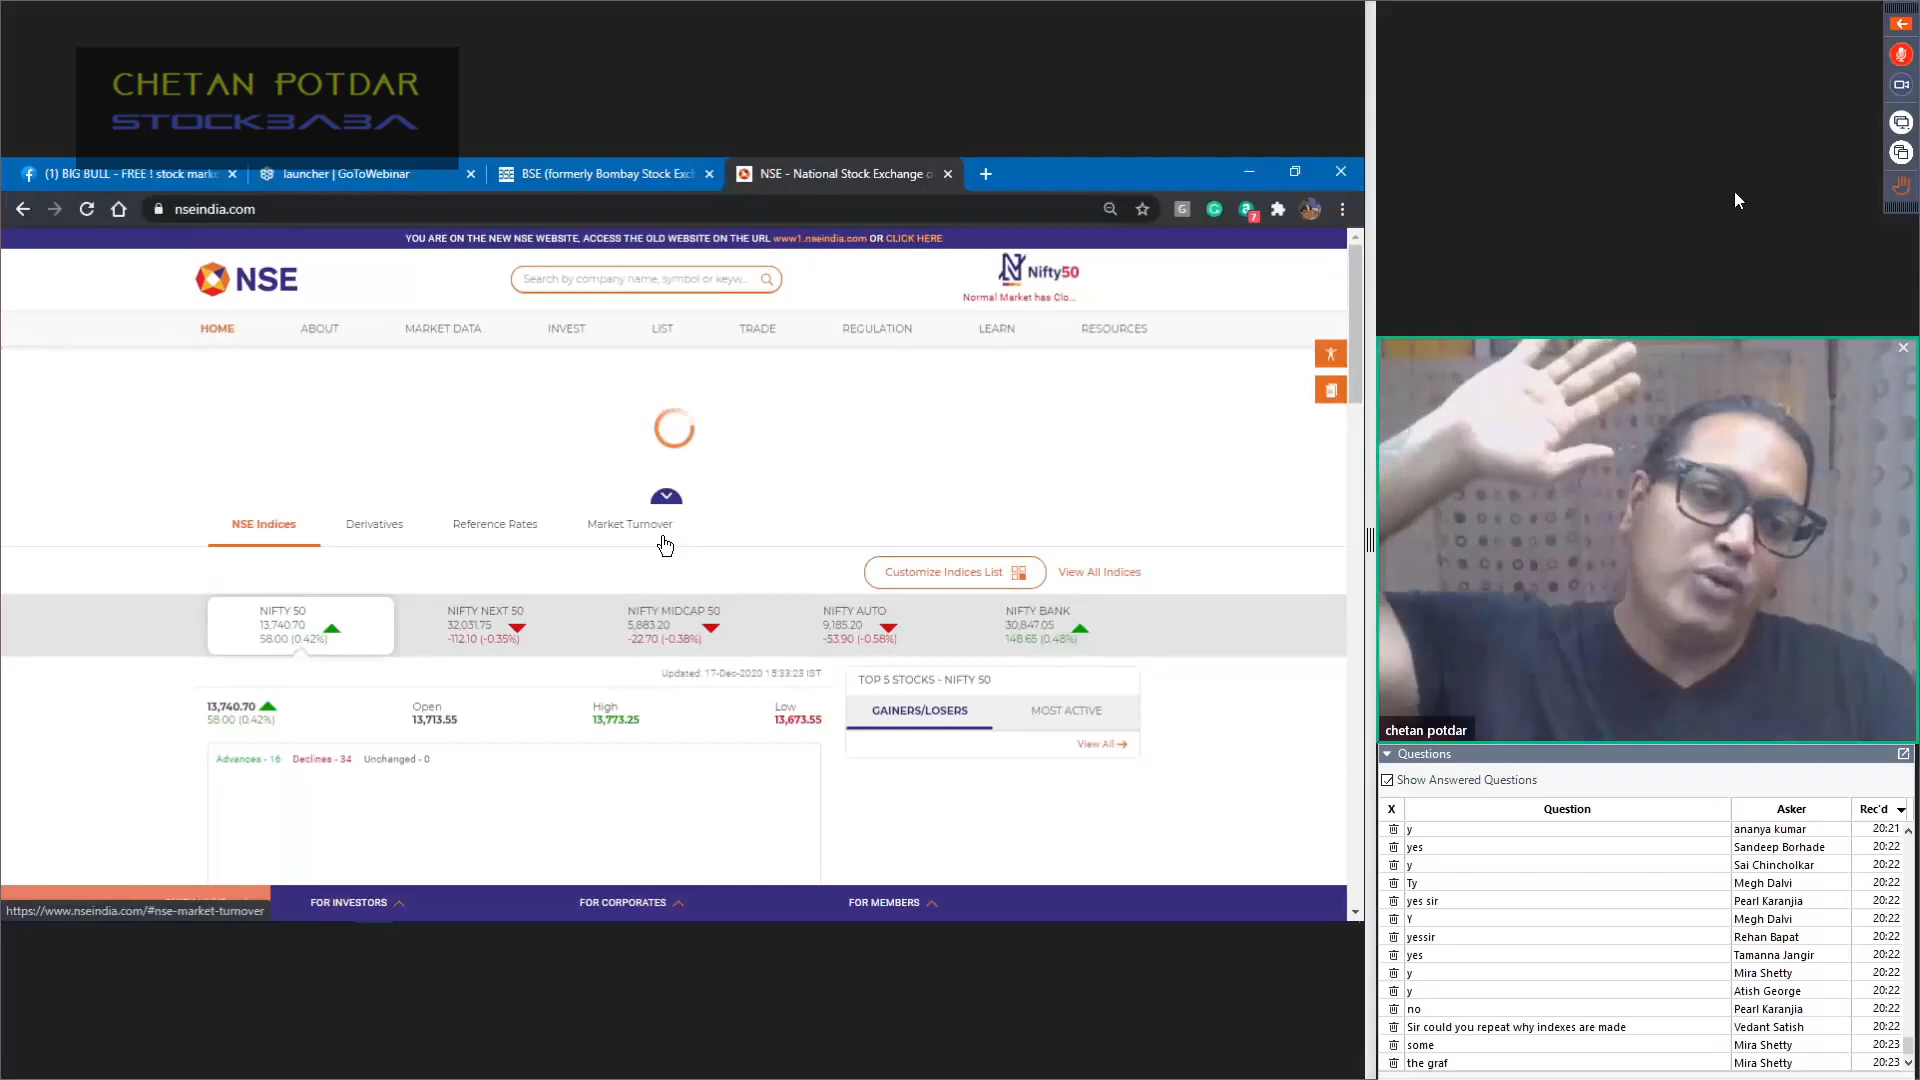 CHETAN POTDAR
STOCKBABA
(1) BIG BULL - FREE ! stock mark
launcher | GoToWebinar
BSE (formerly Bombay Stock Exc
NSE - National Stock Exchange o
nseindia.com
7
YOU ARE ON THE NEW NSE WEBSITE, ACCESS THE OLD WEBSITE ON THE URL www1.nseindia.com OR CLICK HERE
NSE
Search by company name, symbol or keyw...
Nifty50
Normal Market has Clo...
HOME ABOUT MARKET DATA INVEST LIST TRADE REGULATION LEARN RESOURCES
NSE Indices Derivatives Reference Rates Market Turnover
Customize Indices List View All Indices
NIFTY 50 NIFTY NEXT 50 NIFTY MIDCAP 50 NIFTY AUTO NIFTY BANK
13,740.70 32,031.75 5,883.20 9,185.20 30,847.05
58.00 (0.42%) -112.10 (-0.35%) -22.70 (-0.38%) -53.90 (-0.58%) 148.65 (0.48%)
Updated: 17-Dec-2020 15:33:23 IST
TOP 5 STOCKS - NIFTY 50
13,740.70 Open High Low
58.00 (0.42%) 13,713.55 13,773.25 13,673.55
GAINERS/LOSERS MOST ACTIVE
View All
Advances - 16 Declines - 34 Unchanged - 0
FOR INVESTORS FOR CORPORATES FOR MEMBERS
https://www.nseindia.com/#nse-market-turnover
chetan potdar
Questions
Show Answered Questions
X Question Asker Rec'd
y ananya kumar 20:21
yes Sandeep Borhade 20:22
y Sai Chincholkar 20:22
Ty Megh Dalvi 20:22
yes sir Pearl Karanjia 20:22
Y Megh Dalvi 20:22
yessir Rehan Bapat 20:22
yes Tamanna Jangir 20:22
y Mira Shetty 20:22
y Atish George 20:22
no Pearl Karanjia 20:22
Sir could you repeat why indexes are made Vedant Satish 20:22
some Mira Shetty 20:23
the graf Mira Shetty 20:23